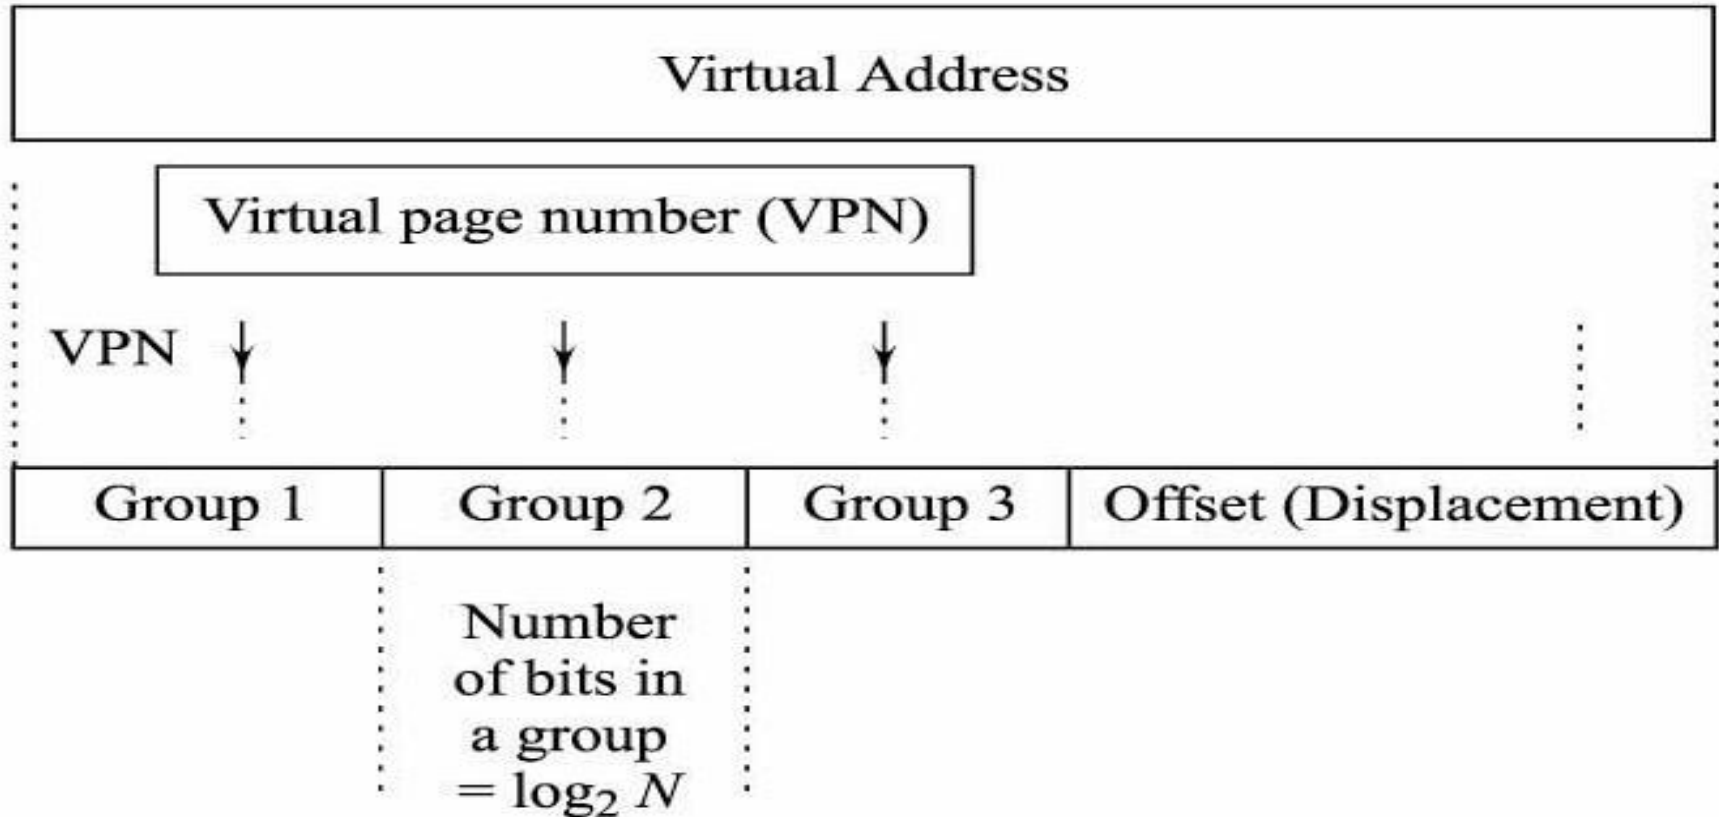 Virtual Address
Virtual page number (VPN)
VPN
Group 1 Group 2 Group 3 Offset (Displacement)
Number
of bits in
a group
= log₂ N